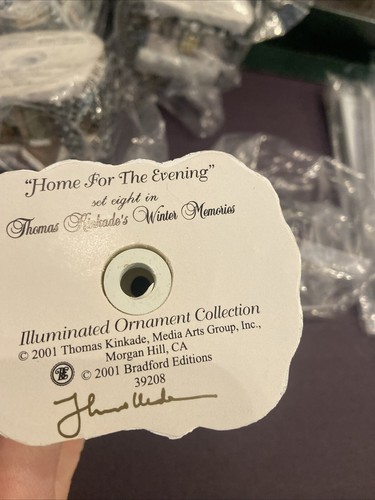 "Home For The Evening"
set eight in
Thomas Kinkade's Winter Memories
Illuminated Ornament Collection
© 2001 Thomas Kinkade, Media Arts Group, Inc.,
Morgan Hill, CA
© 2001 Bradford Editions
39208